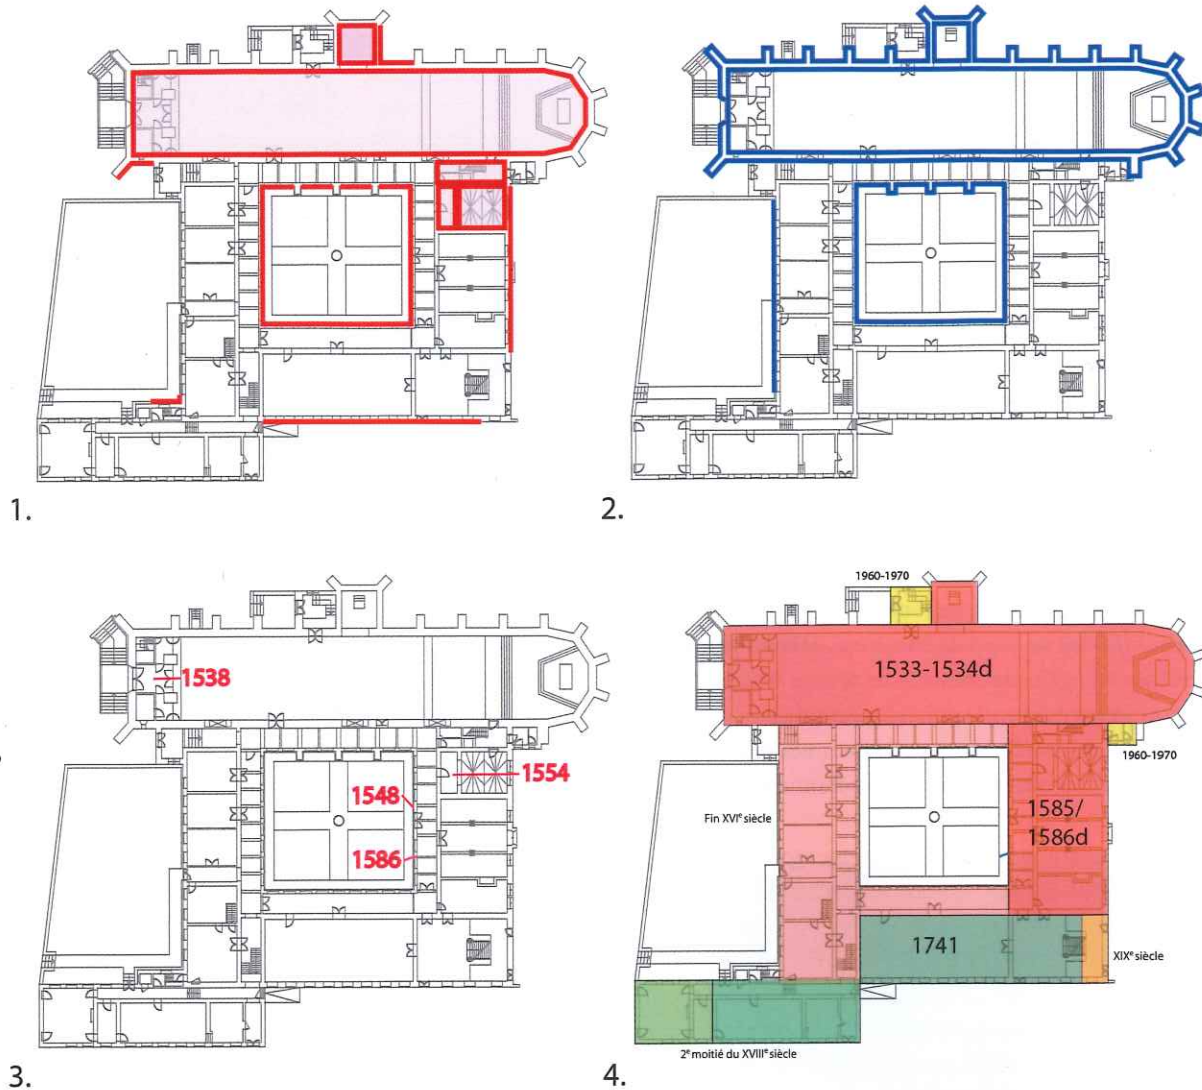 1.
2.
1538
1554
1548
1586
3.
1960-1970
1533-1534d
1960-1970
1585/
1586d
Fin XVIᵉ siècle
1741
XIXᵉ siècle
2ᵉ moitié du XVIIIᵉ siècle
4.